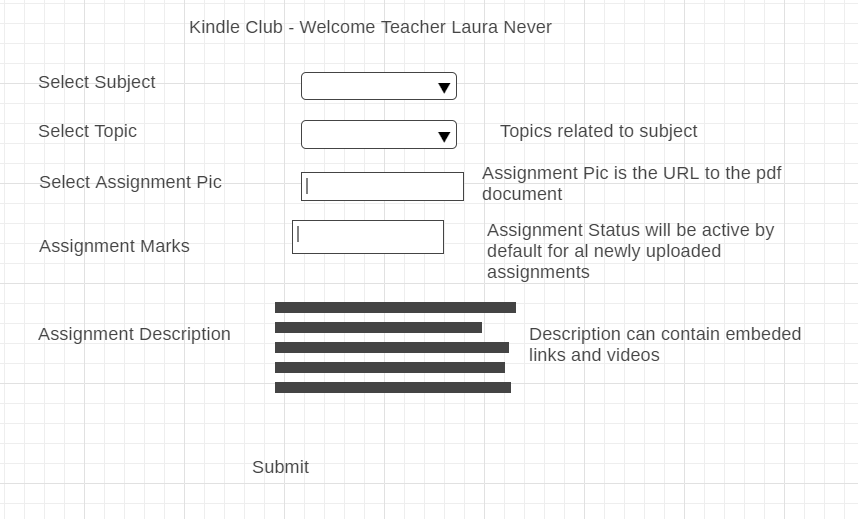 Kindle Club - Welcome Teacher Laura Never
Select Subject
Select Topic
Topics related to subject
Select Assignment Pic
Assignment Pic is the URL to the pdf
document
Assignment Marks
Assignment Status will be active by
default for al newly uploaded
assignments
Assignment Description
Description can contain embeded
links and videos
Submit